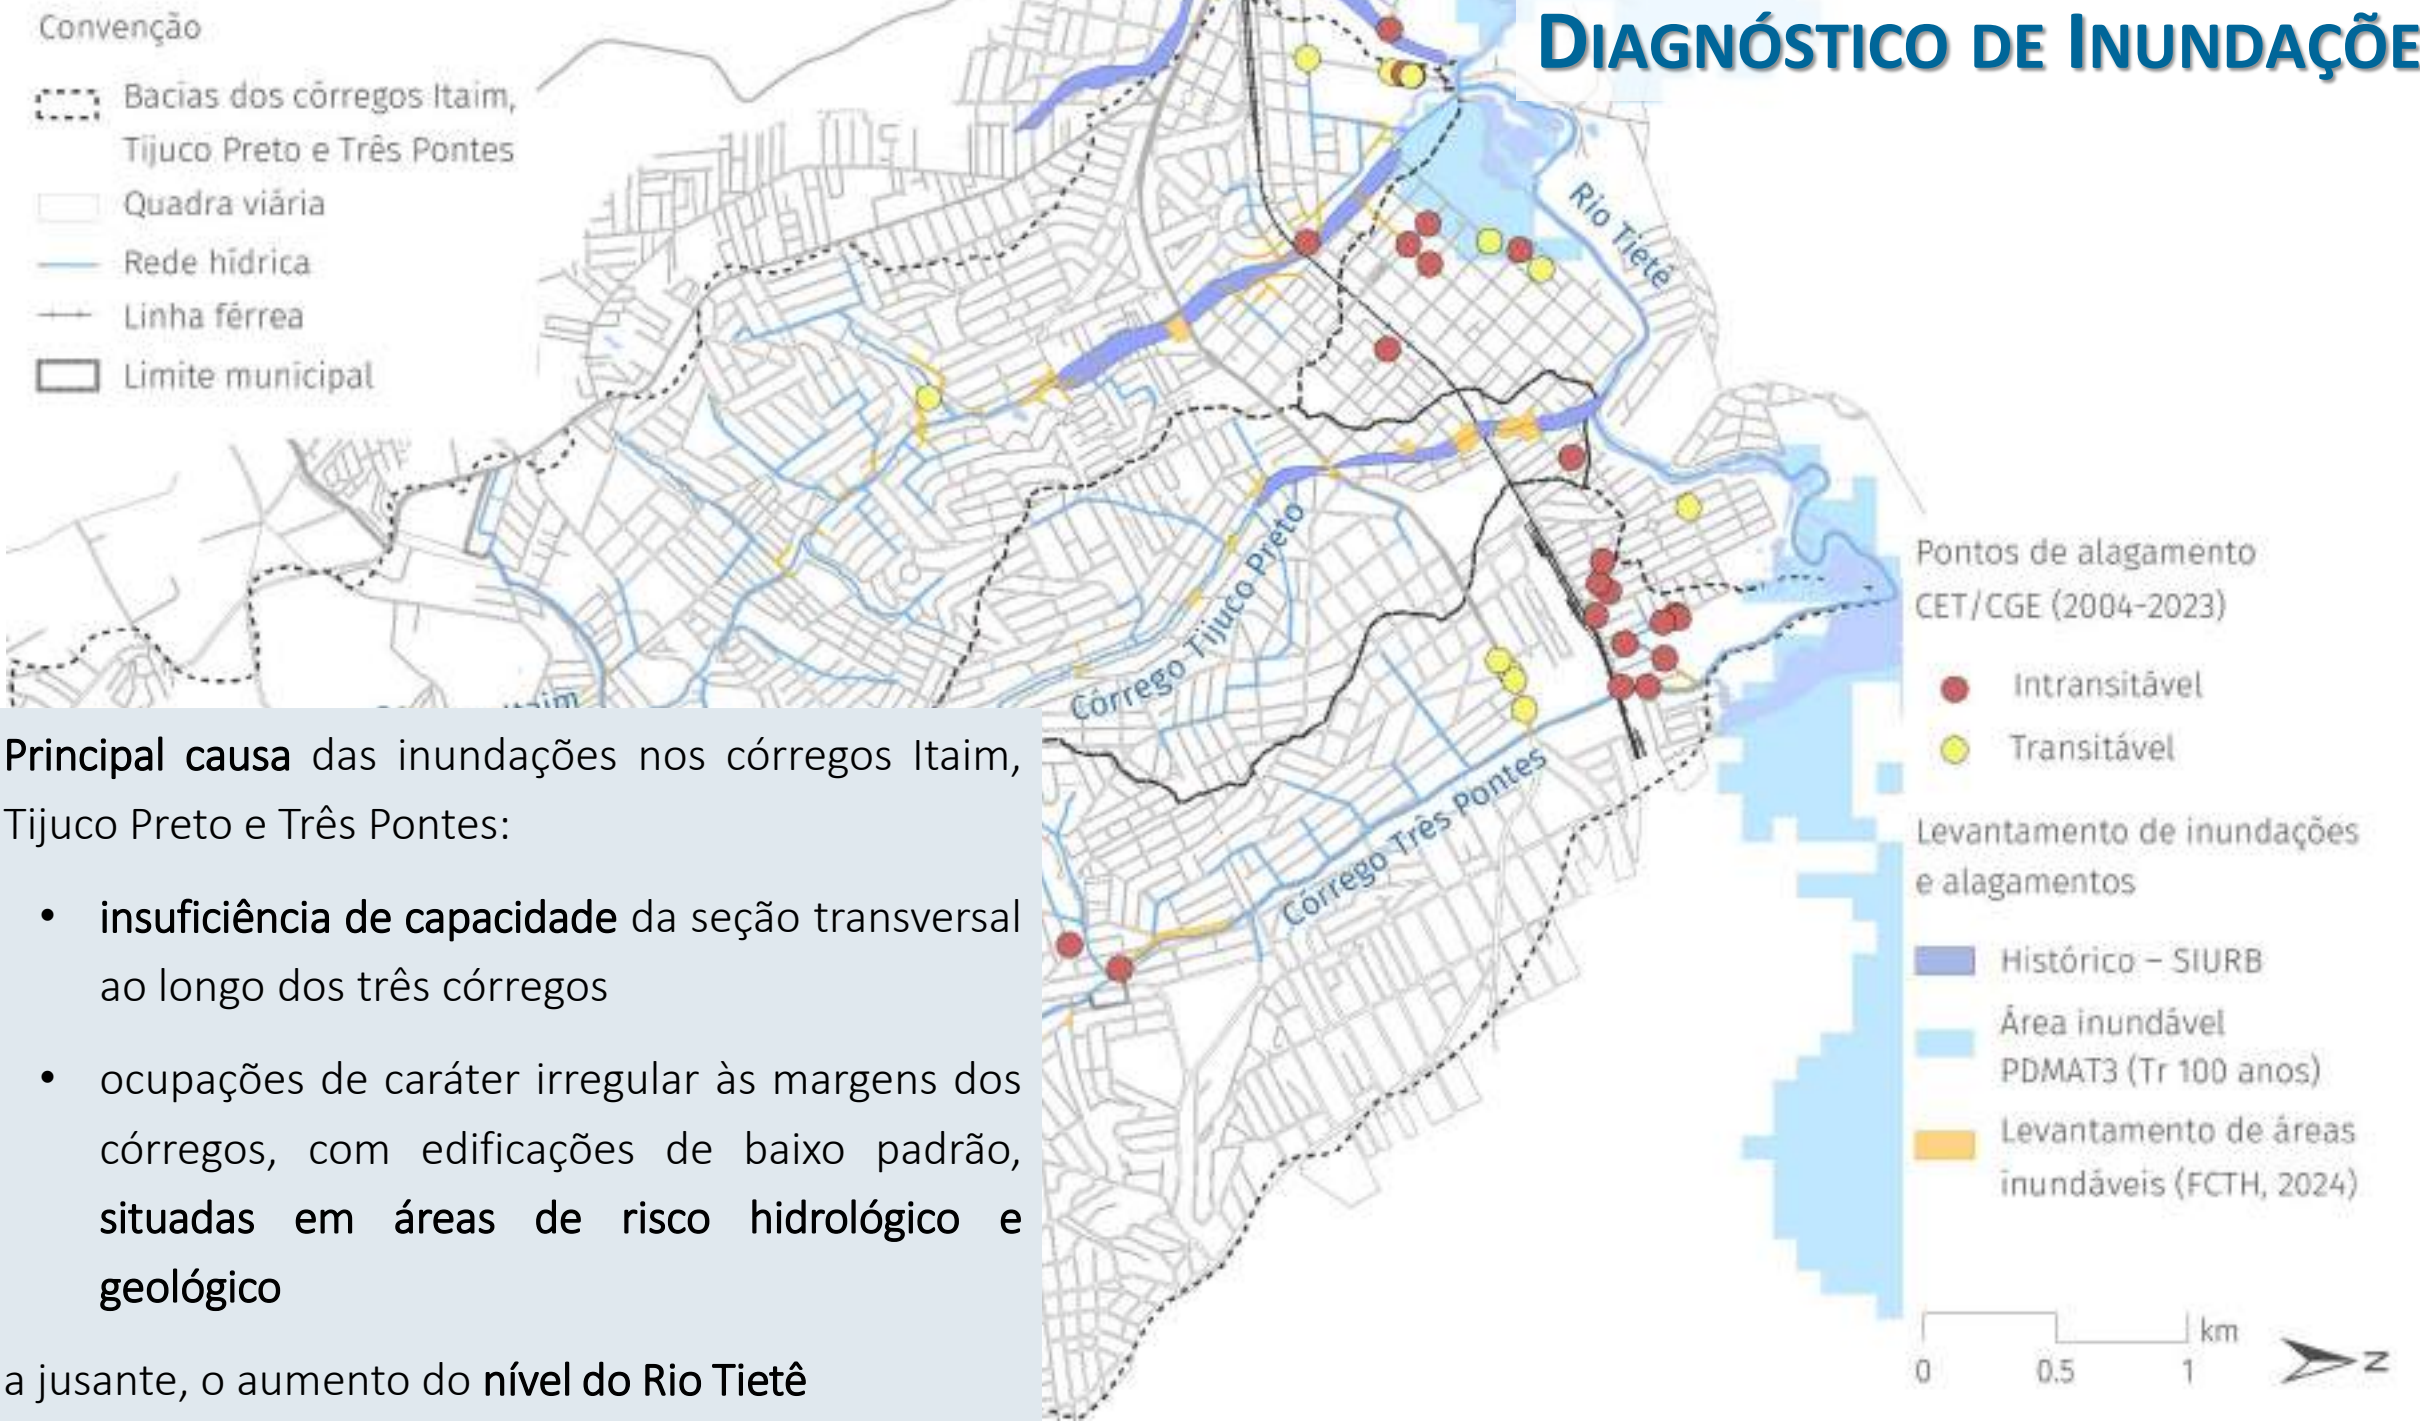 DIAGNÓSTICO DE INUNDAÇÕE
Convenção
Bacias dos córregos Itaim,
Tijuco Preto e Três Pontes
Quadra viária
Rede hídrica
Linha férrea
Limite municipal
Rio Tietê
Córrego Tijuco Preto
Itaim
Córrego Três Pontes
Principal causa das inundações nos córregos Itaim,
Tijuco Preto e Três Pontes:
• insuficiência de capacidade da seção transversal
ao longo dos três córregos
• ocupações de caráter irregular às margens dos
córregos, com edificações de baixo padrão,
situadas em áreas de risco hidrológico e
geológico
a jusante, o aumento do nível do Rio Tietê
Pontos de alagamento
CET/CGE (2004-2023)
Intransitável
Transitável
Levantamento de inundações
e alagamentos
Histórico – SIURB
Área inundável
PDMAT3 (Tr 100 anos)
Levantamento de áreas
inundáveis (FCTH, 2024)
km
0 0.5 1
N